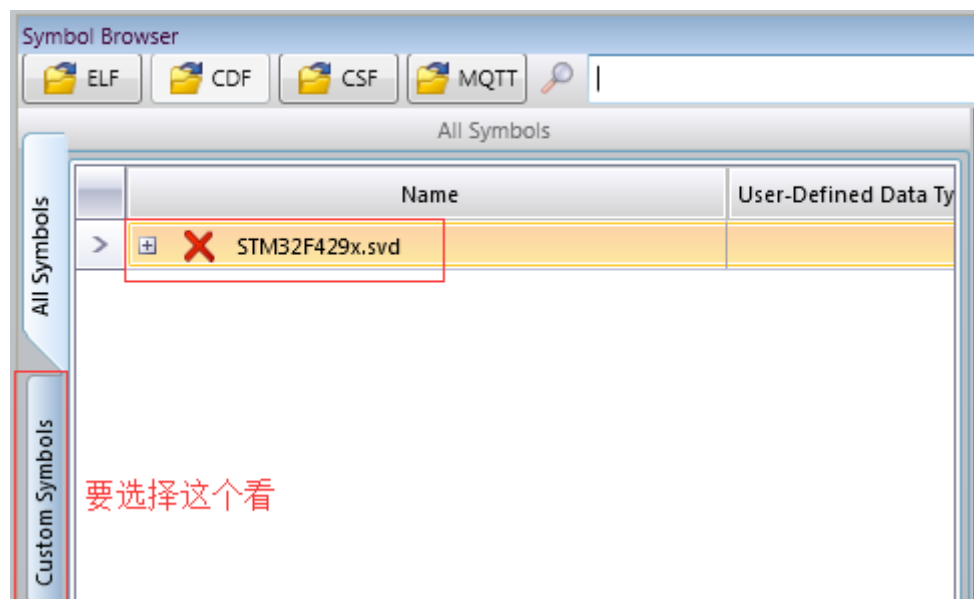 Symbol Browser
ELF CDF CSF MQTT
All Symbols
Name User-Defined Data Ty
STM32F429x.svd
All Symbols
Custom Symbols
要选择这个看